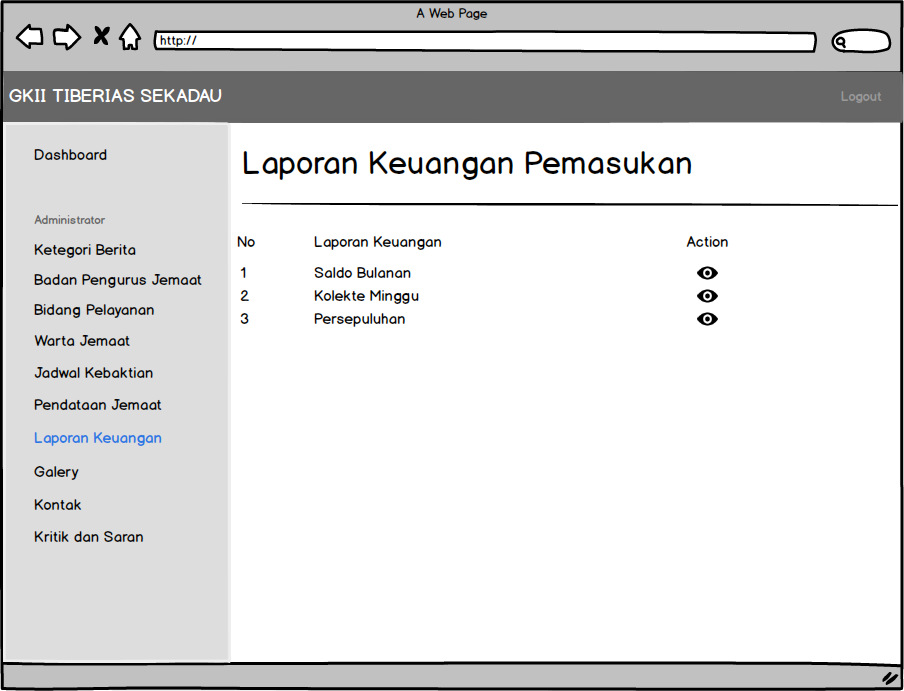 A Web Page
http://
GKII TIBERIAS SEKADAU
Logout
Dashboard
Administrator
Ketegori Berita
Badan Pengurus Jemaat
Bidang Pelayanan
Warta Jemaat
Jadwal Kebaktian
Pendataan Jemaat
Laporan Keuangan
Galery
Kontak
Kritik dan Saran
Laporan Keuangan Pemasukan
No Laporan Keuangan Action
1 Saldo Bulanan
2 Kolekte Minggu
3 Persepuluhan